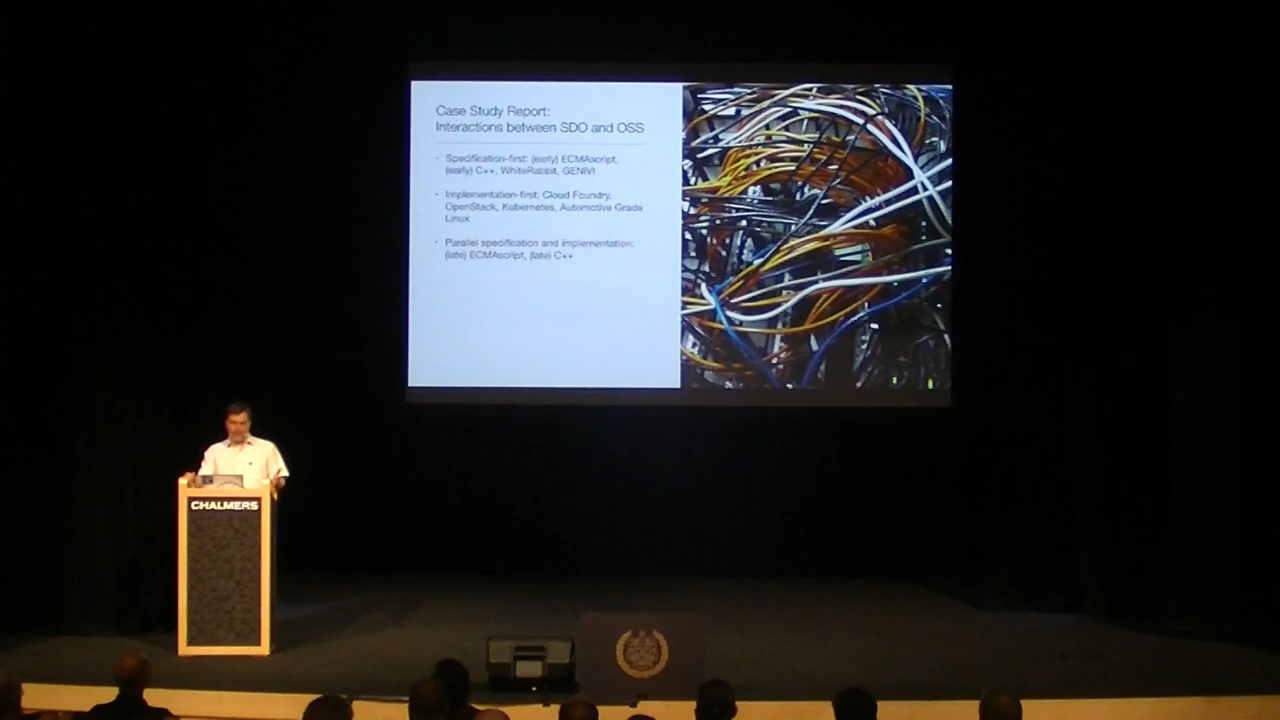 Case Study Report:
Interactions between SDO and OSS
• Specification-first: (early) ECMAscript,
(early) C++, WhiteRabbit, GENIVI
• Implementation-first: Cloud Foundry,
OpenStack, Kubernetes, Automotive Grade
Linux
• Parallel specification and implementation:
(late) ECMAscript, (late) C++
CHALMERS